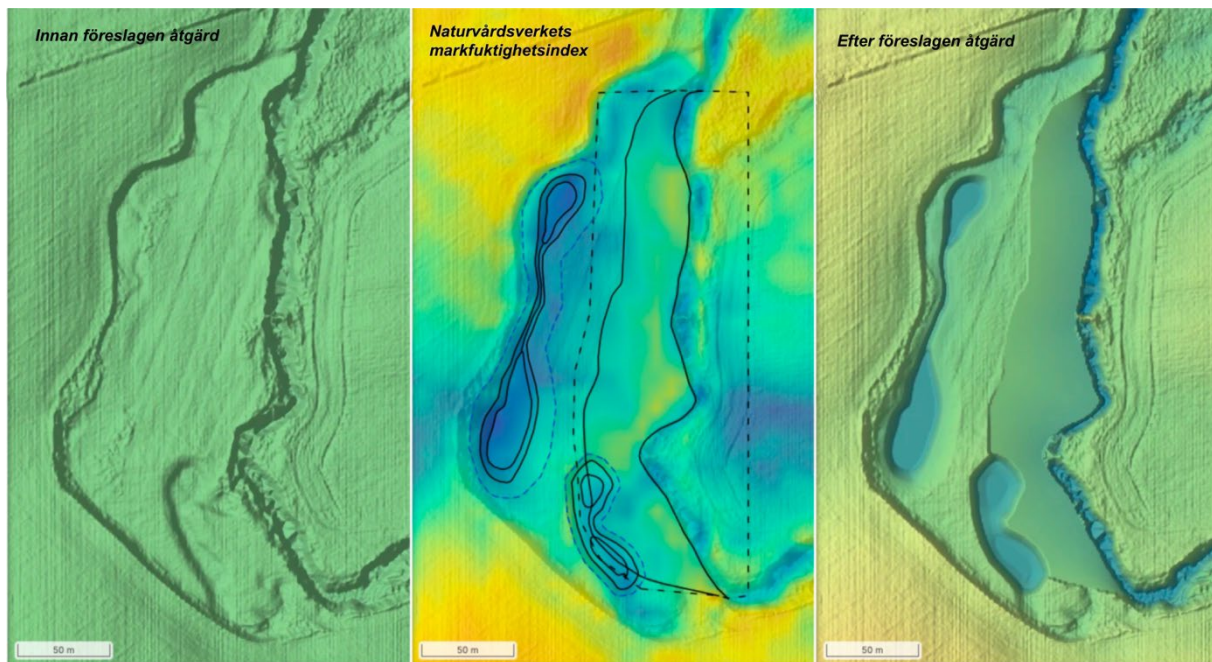 Innan föreslagen åtgärd
Naturvårdsverkets
markfuktighetsindex
Efter föreslagen åtgärd
50 m
50 m
50 m